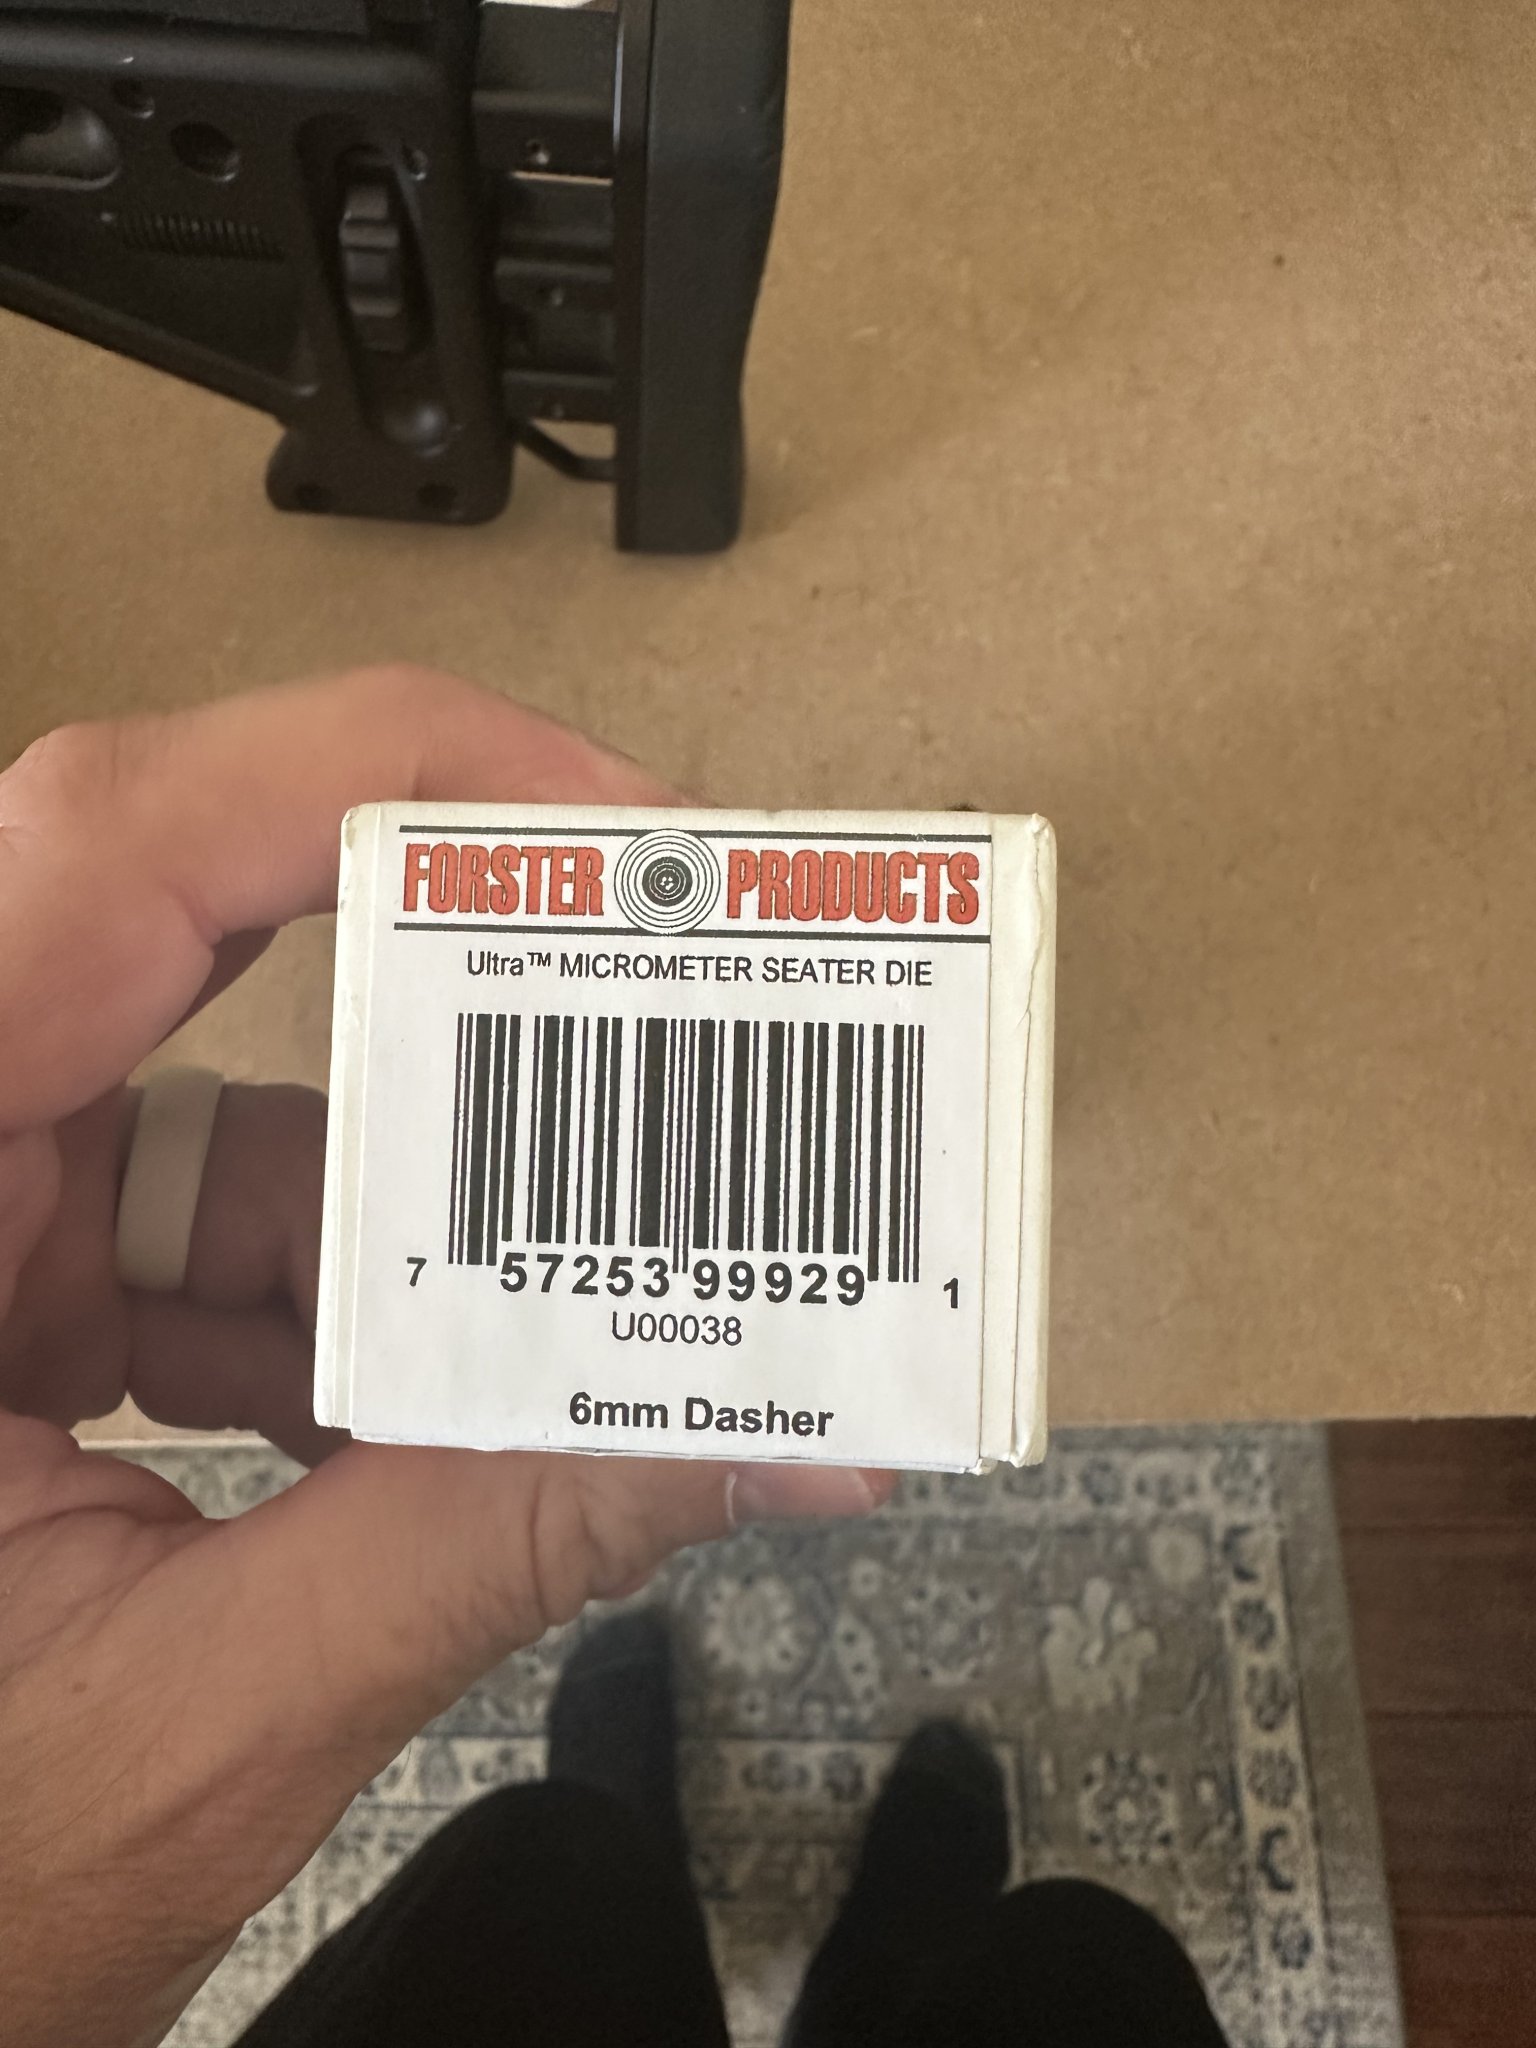 FORSTER PRODUCTS
Ultra™ MICROMETER SEATER DIE
7 57253 99929 1
U00038
6mm Dasher